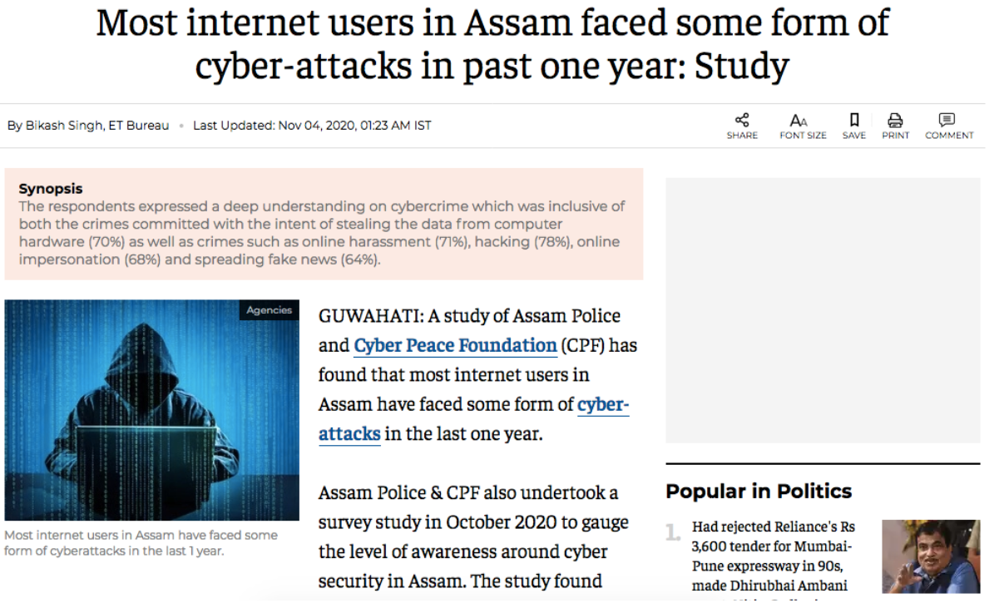 Most internet users in Assam faced some form of
cyber-attacks in past one year: Study
By Bikash Singh, ET Bureau • Last Updated: Nov 04, 2020, 01:23 AM IST
SHARE
AA
FONT SIZE
SAVE
PRINT
COMMENT
Synopsis
The respondents expressed a deep understanding on cybercrime which was inclusive of
both the crimes committed with the intent of stealing the data from computer
hardware (70%) as well as crimes such as online harassment (71%), hacking (78%), online
impersonation (68%) and spreading fake news (64%).
Agencies
Most internet users in Assam have faced some
form of cyberattacks in the last 1 year.
GUWAHATI: A study of Assam Police
and Cyber Peace Foundation (CPF) has
found that most internet users in
Assam have faced some form of cyber-
attacks in the last one year.
Assam Police & CPF also undertook a
survey study in October 2020 to gauge
the level of awareness around cyber
security in Assam. The study found
Popular in Politics
1.
Had rejected Reliance's Rs
3,600 tender for Mumbai-
Pune expressway in 90s,
made Dhirubhai Ambani